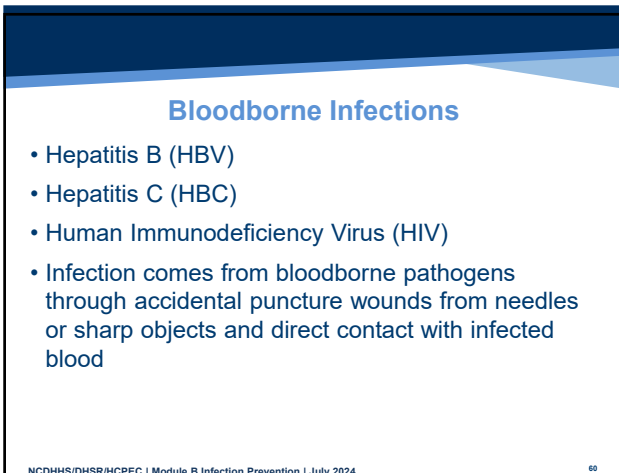 Bloodborne Infections
• Hepatitis B (HBV)
• Hepatitis C (HBC)
• Human Immunodeficiency Virus (HIV)
• Infection comes from bloodborne pathogens
through accidental puncture wounds from needles
or sharp objects and direct contact with infected
blood
NCDHHS/DHSR/HCPEC | Module B Infection Prevention | July 2024
60